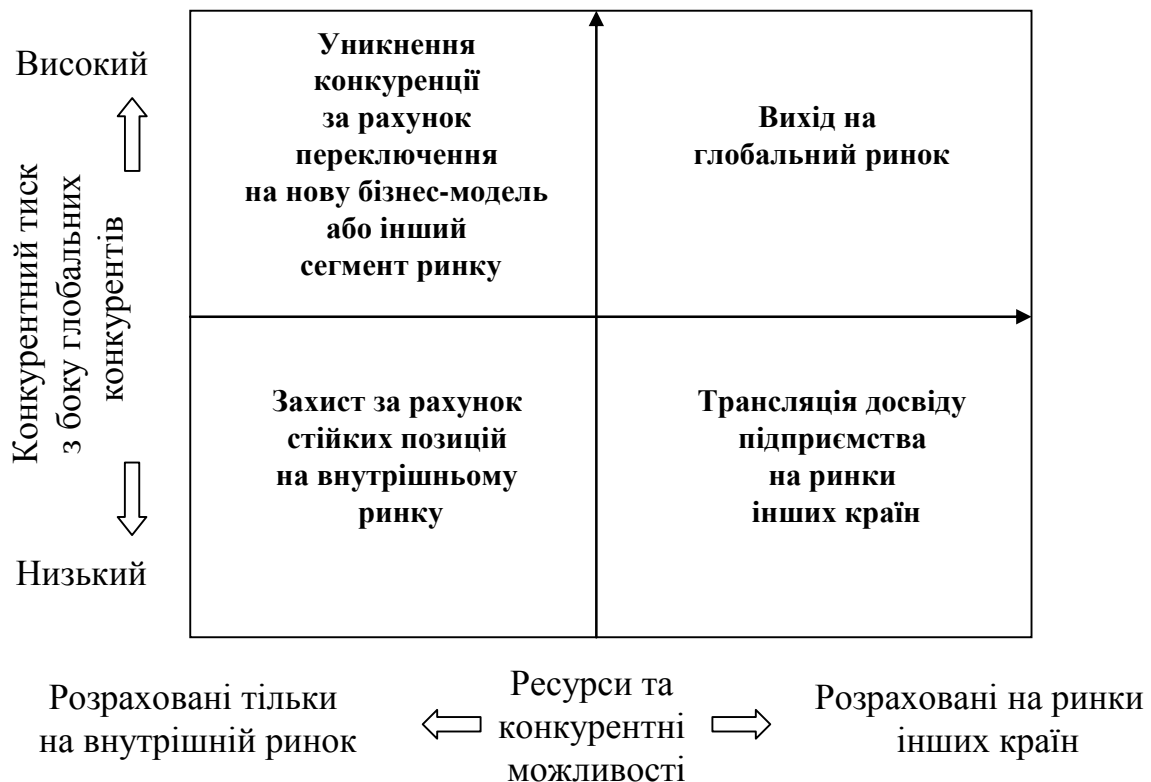 Високий
Конкурентний тиск
з боку глобальних
конкурентів
Низький
Уникнення
конкуренції
за рахунок
переключення
на нову бізнес-модель
або інший
сегмент ринку
Вихід на
глобальний ринок
Захист за рахунок
стійких позицій
на внутрішньому
ринку
Трансляція досвіду
підприємства
на ринки
інших країн
Розраховані тільки
на внутрішній ринок
Ресурси та
конкурентні
можливості
Розраховані на ринки
інших країн